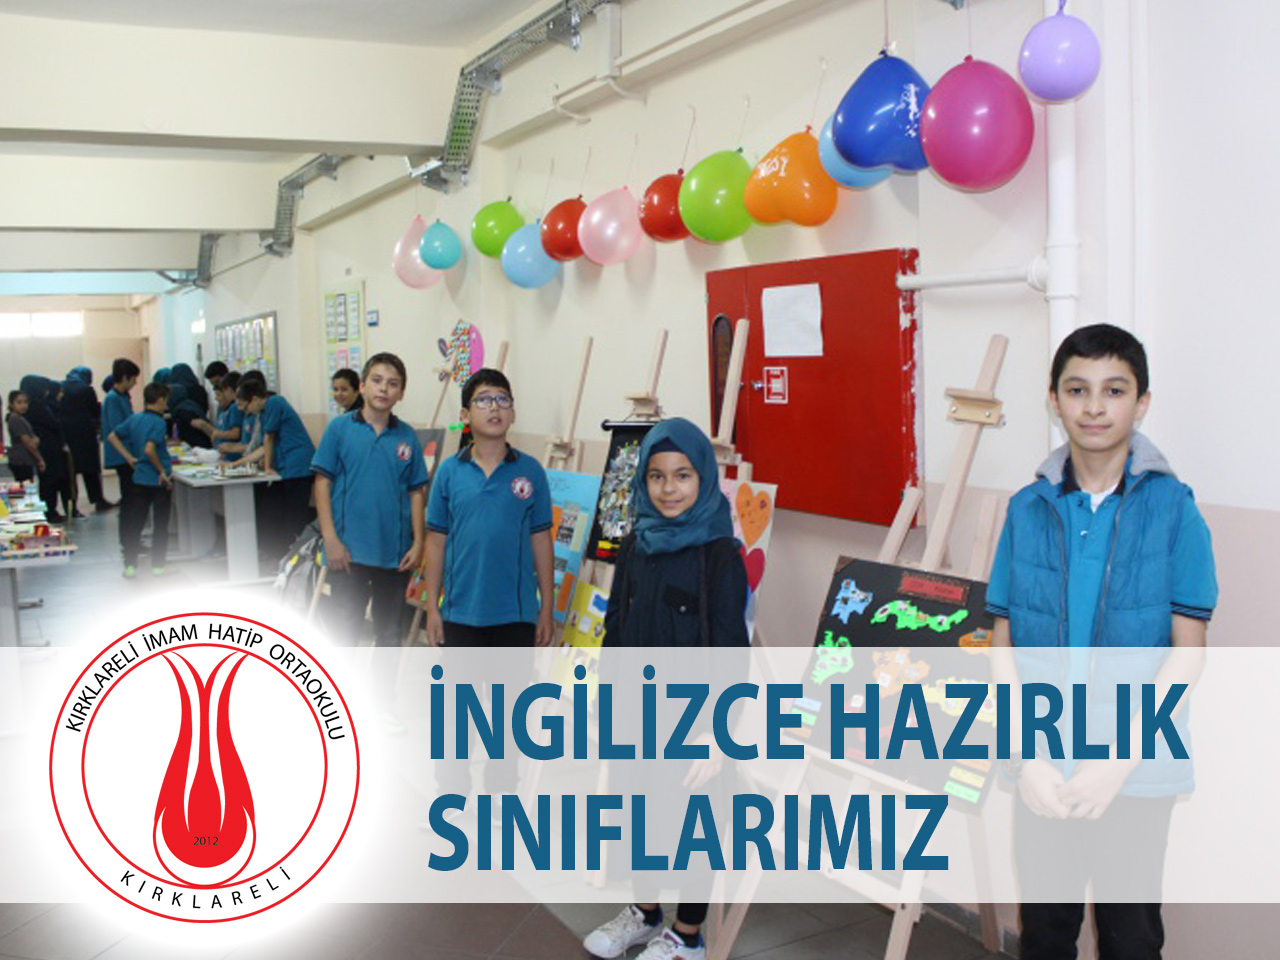 KIRKLARELİ İMAM HATİP ORTAOKULU
2012
KIRKLARELİ
İNGİLİZCE HAZIRLIK
SINIFLARIMIZ